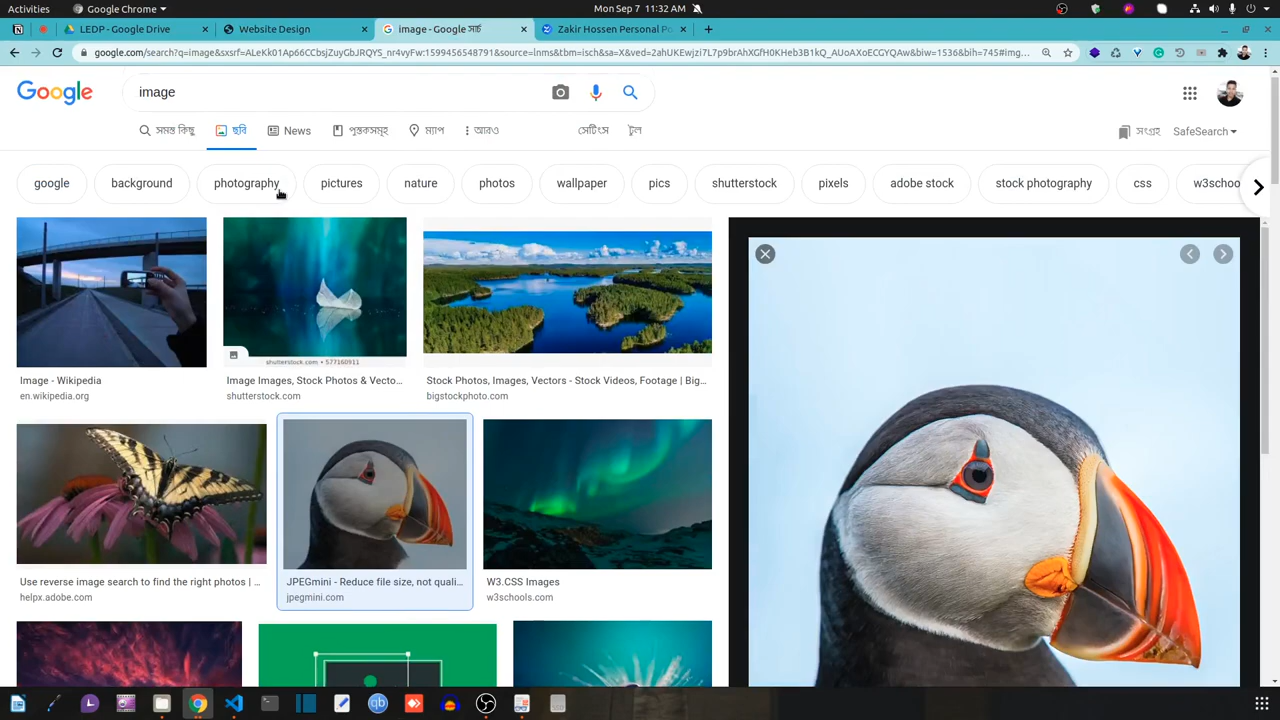 Activities
Google Chrome
Mon Sep 7 11:32 AM
LEDP - Google Drive
Website Design
image - Google সার্চ
Zakir Hossen Personal Po
google.com/search?q=image&sxsrf=ALeKk01Ap66CCbsjZuyGbJRQYS_nr4vyFw:1599456548791&source=lnms&tbm=isch&sa=X&ved=2ahUKEwjzi7L7p9brAhXGfH0KHeb3B1kQ_AUoAXoECGYQAw&biw=1536&bih=745#img...
Google
image
সমস্ত কিছু
ছবি
News
পুস্তকসমূহ
ম্যাপ
আরও
সেটিংস
টুল
সংগ্রহ
SafeSearch
google
background
photography
pictures
nature
photos
wallpaper
pics
shutterstock
pixels
adobe stock
stock photography
css
w3schoo
shutterstock.com • 577160911
Image - Wikipedia
en.wikipedia.org
Image Images, Stock Photos & Vecto...
shutterstock.com
Stock Photos, Images, Vectors - Stock Videos, Footage | Big...
bigstockphoto.com
Use reverse image search to find the right photos | ...
helpx.adobe.com
JPEGmini - Reduce file size, not quali...
jpegmini.com
W3.CSS Images
w3schools.com